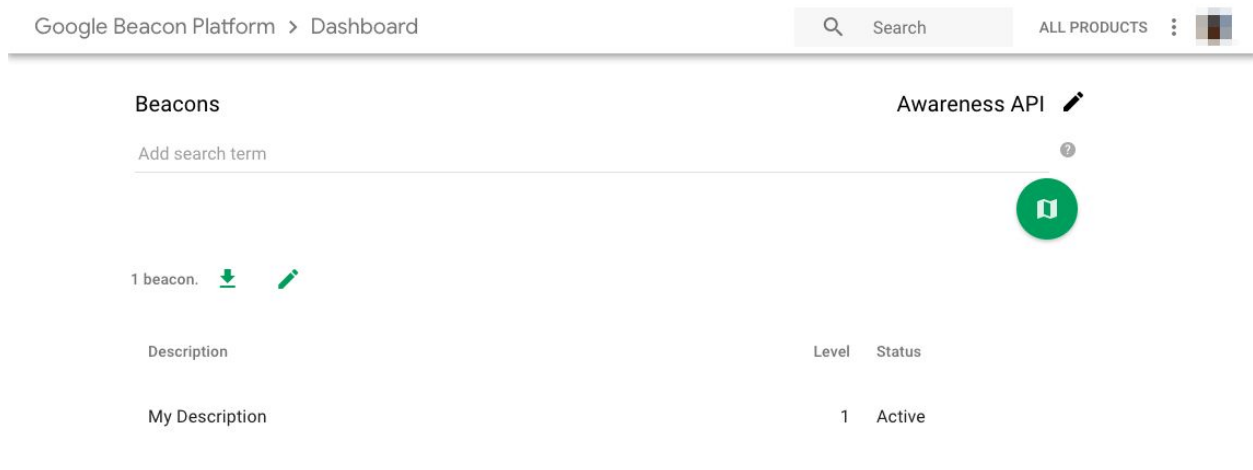 Google Beacon Platform > Dashboard Search ALL PRODUCTS
Beacons Awareness API
Add search term ?
1 beacon.
Description Level Status
My Description 1 Active